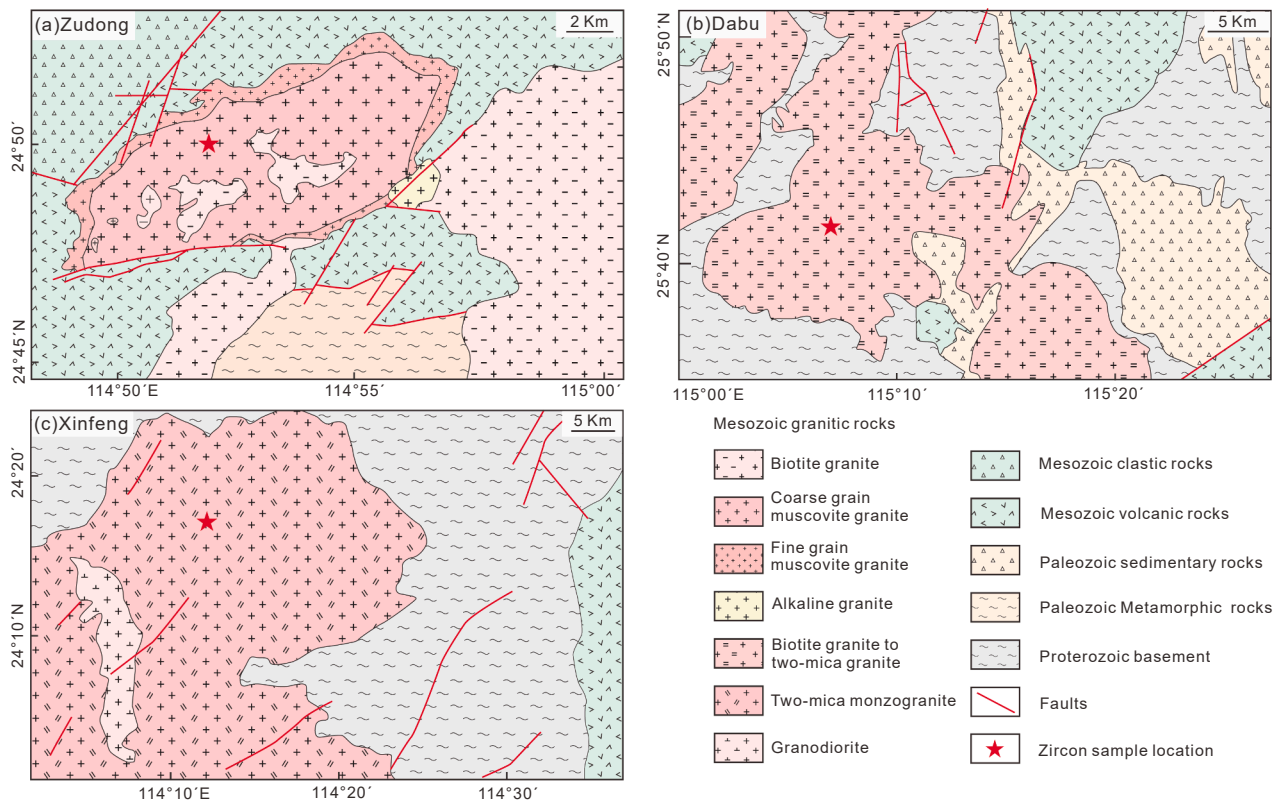 (a)Zudong
2 Km
24°50´
24°45´N
114°50´E
114°55´
115°00´
(b)Dabu
5 Km
25°50´N
25°40´
115°00´E
115°10´
115°20´
(c)Xinfeng
5 Km
24°20´
24°10´N
114°10´E
114°20´
114°30´
Mesozoic granitic rocks
Biotite granite
Coarse grain
muscovite granite
Fine grain
muscovite granite
Alkaline granite
Biotite granite to
two-mica granite
Two-mica monzogranite
Granodiorite
Mesozoic clastic rocks
Mesozoic volcanic rocks
Paleozoic sedimentary rocks
Paleozoic Metamorphic rocks
Proterozoic basement
Faults
Zircon sample location